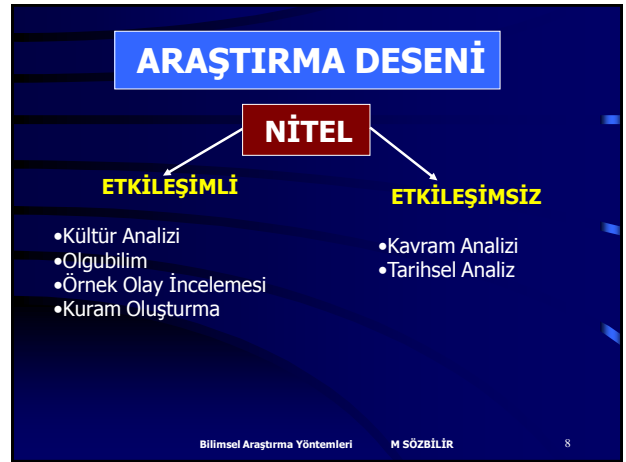 ARAŞTIRMA DESENİ
NİTEL
ETKİLEŞİMLİ
•Kültür Analizi
•Olgubilim
•Örnek Olay İncelemesi
•Kuram Oluşturma
ETKİLEŞİMSİZ
•Kavram Analizi
•Tarihsel Analiz
Bilimsel Araştırma Yöntemleri M SÖZBİLİR 8